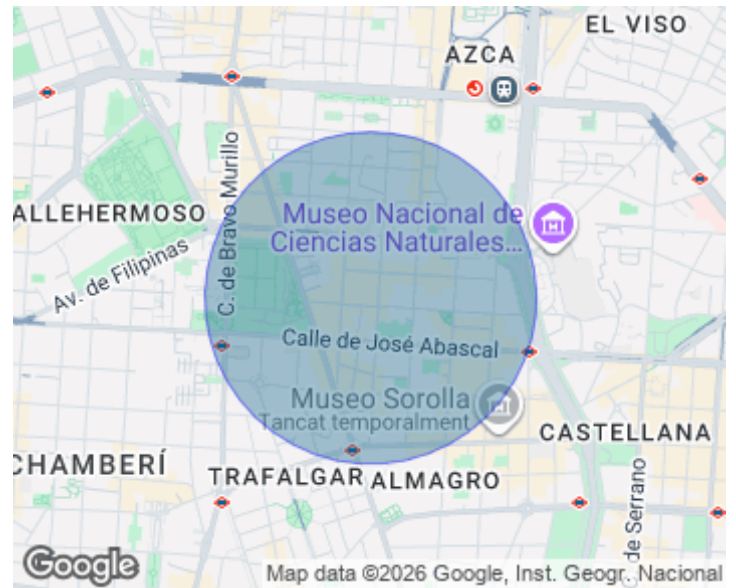 EL VISO
AZCA
ALLEHERMOSO
C. de Bravo Murillo
Av. de Filipinas
Museo Nacional de
Ciencias Naturales...
Calle de José Abascal
Museo Sorolla
Tancat temporalment
CASTELLANA
CHAMBERÍ
TRAFALGAR
ALMAGRO
de Serrano
Google
Map data ©2026 Google, Inst. Geogr. Nacional